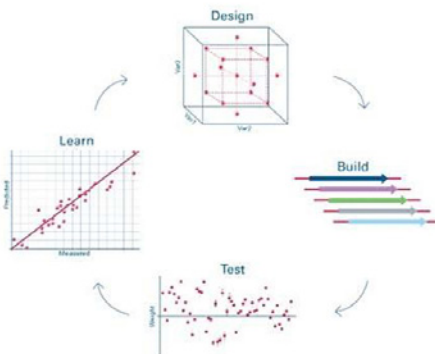 Design
Var3
Var1
Var2
Learn
Predicted
Measured
Build
Test
Weight